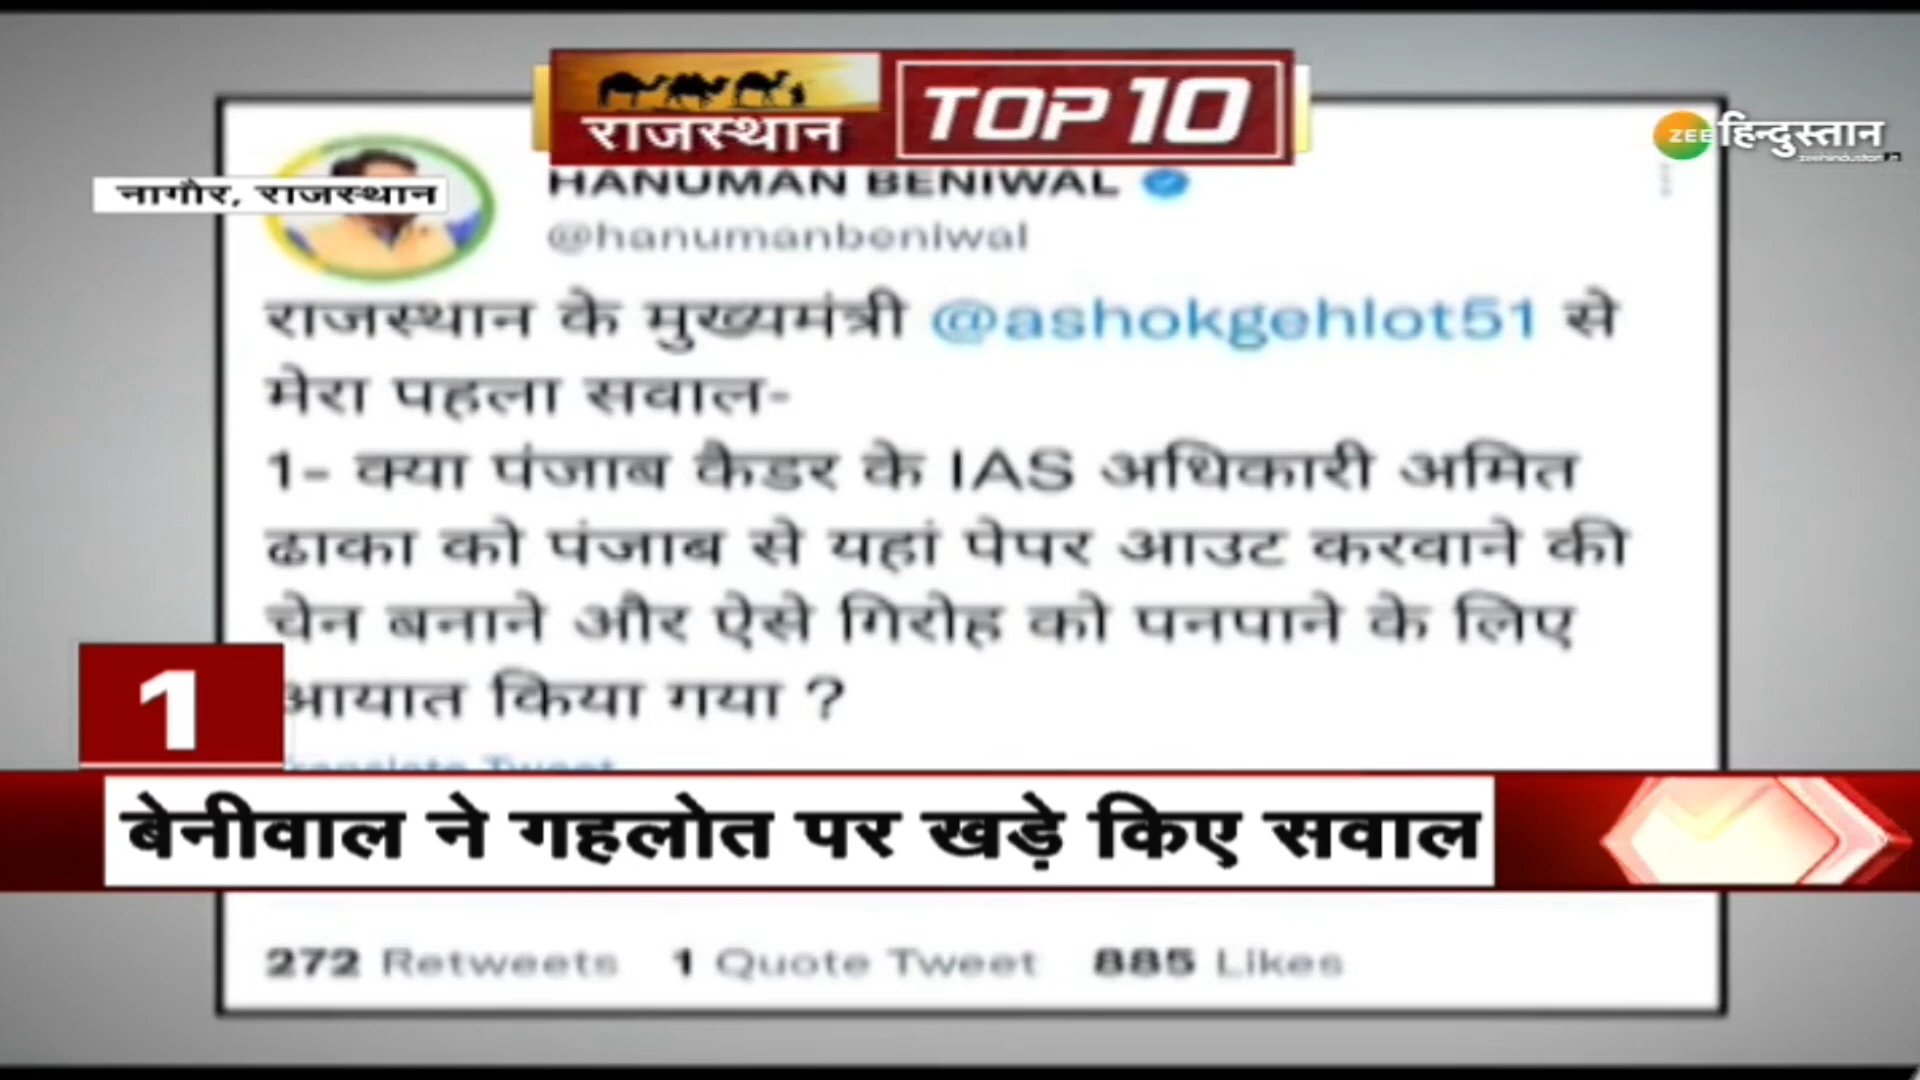 राजस्थान TOP 10
ZEE हिन्दुस्तान
नागौर, राजस्थान
HANUMAN BENIWAL
@hanumanbeniwal
राजस्थान के मुख्यमंत्री @ashokgehlot51 से
मेरा पहला सवाल-
1- क्या पंजाब कैडर के IAS अधिकारी अमित
ढाका को पंजाब से यहां पेपर आउट करवाने की
चेन बनाने और ऐसे गिरोह को पनपाने के लिए
आयात किया गया ?
Translate Tweet
1
बेनीवाल ने गहलोत पर खड़े किए सवाल
272 Retweets 1 Quote Tweet 885 Likes